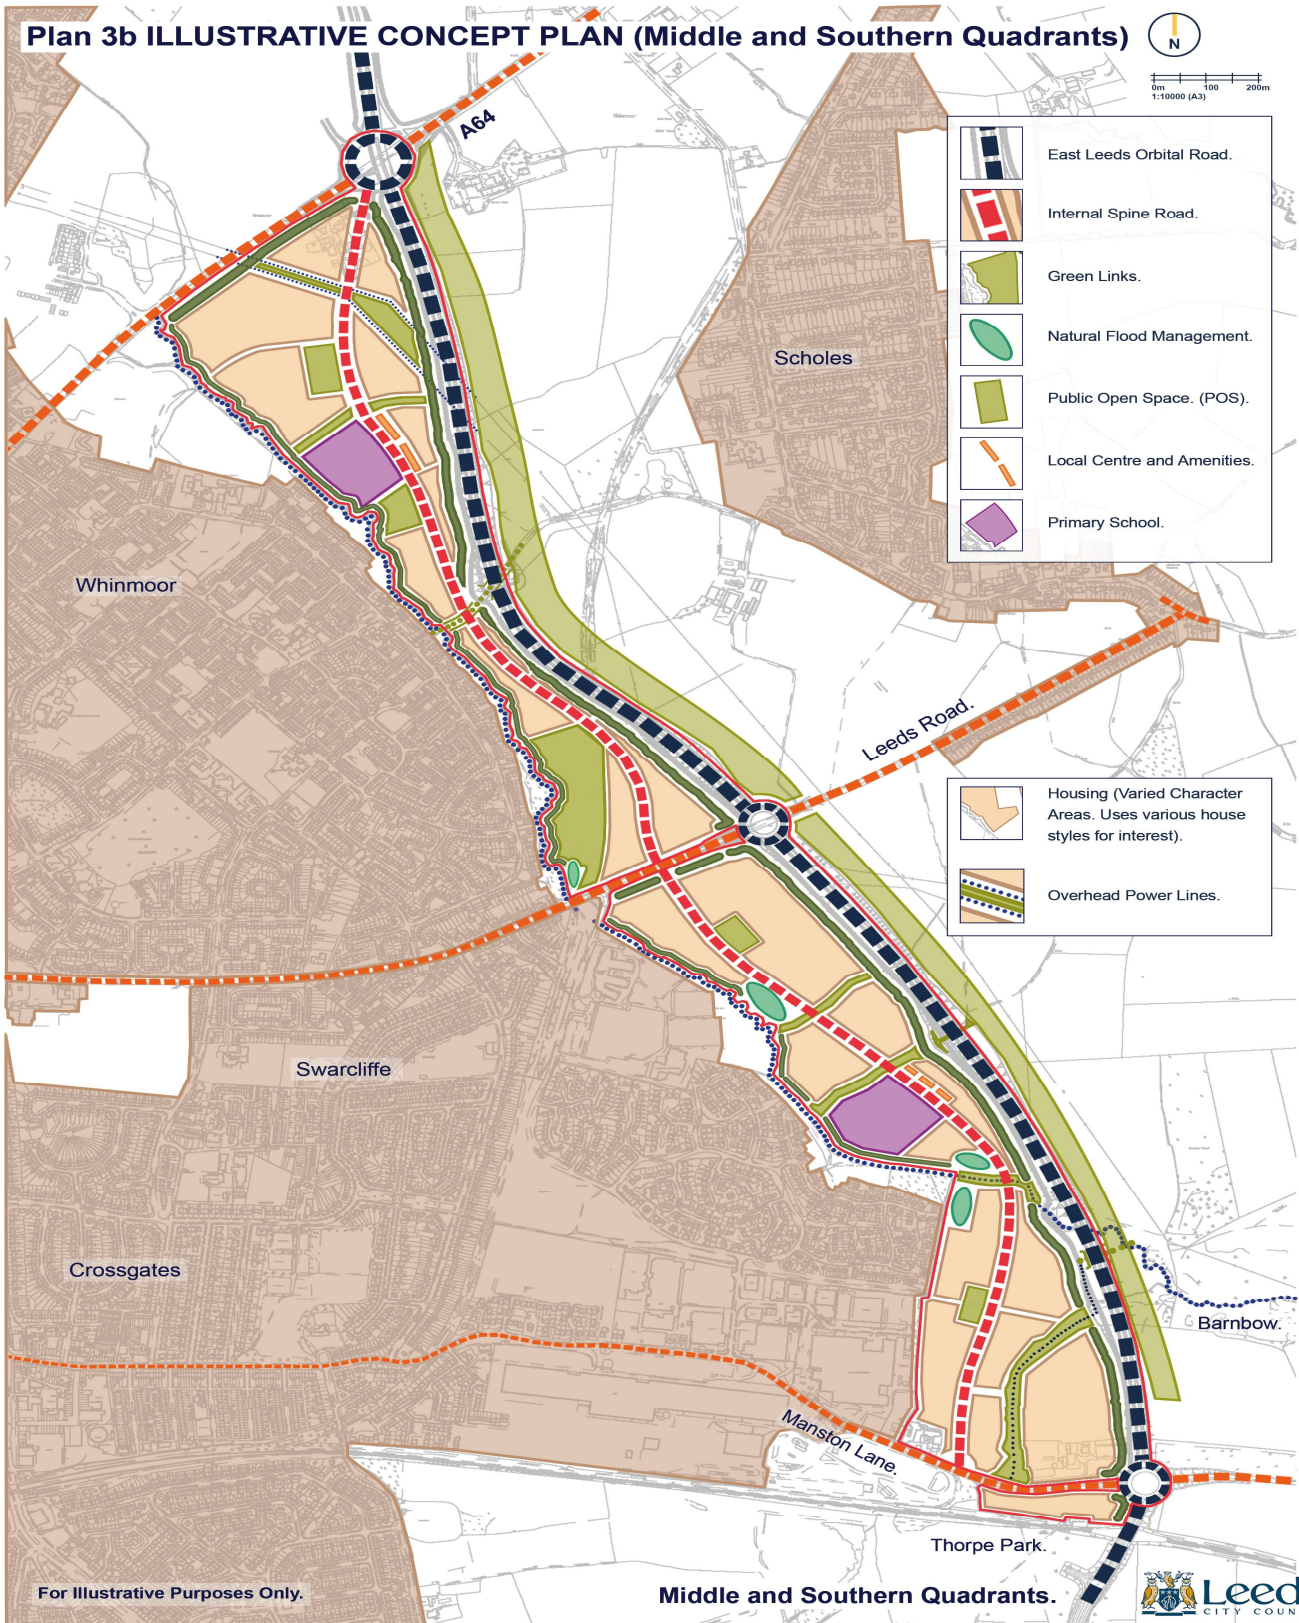 Plan 3b ILLUSTRATIVE CONCEPT PLAN (Middle and Southern Quadrants)
N
0m 100 200m
1:10000 (A3)
A64
East Leeds Orbital Road.
Internal Spine Road.
Green Links.
Natural Flood Management.
Public Open Space. (POS).
Local Centre and Amenities.
Primary School.
Scholes
Whinmoor
Leeds Road.
Housing (Varied Character
Areas. Uses various house
styles for interest).
Overhead Power Lines.
Swarcliffe
Crossgates
Barnbow.
Manston Lane.
Thorpe Park.
For Illustrative Purposes Only.
Middle and Southern Quadrants.
Leed
CITY COUN